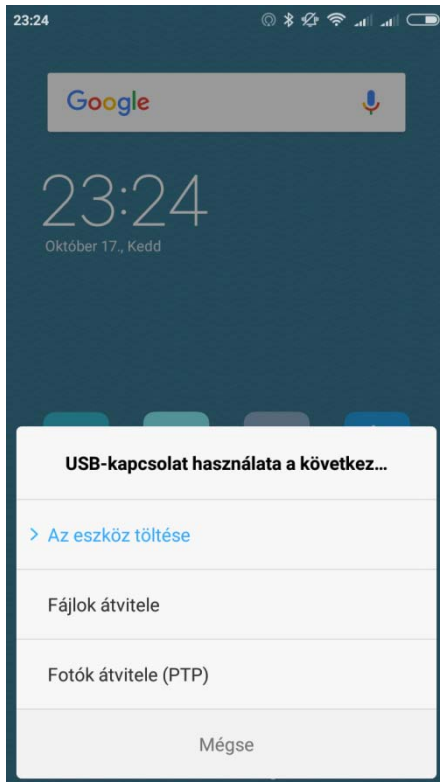 23:24
Google
23:24
Október 17., Kedd
USB-kapcsolat használata a következ...
Az eszköz töltése
Fájlok átvitele
Fotók átvitele (PTP)
Mégse